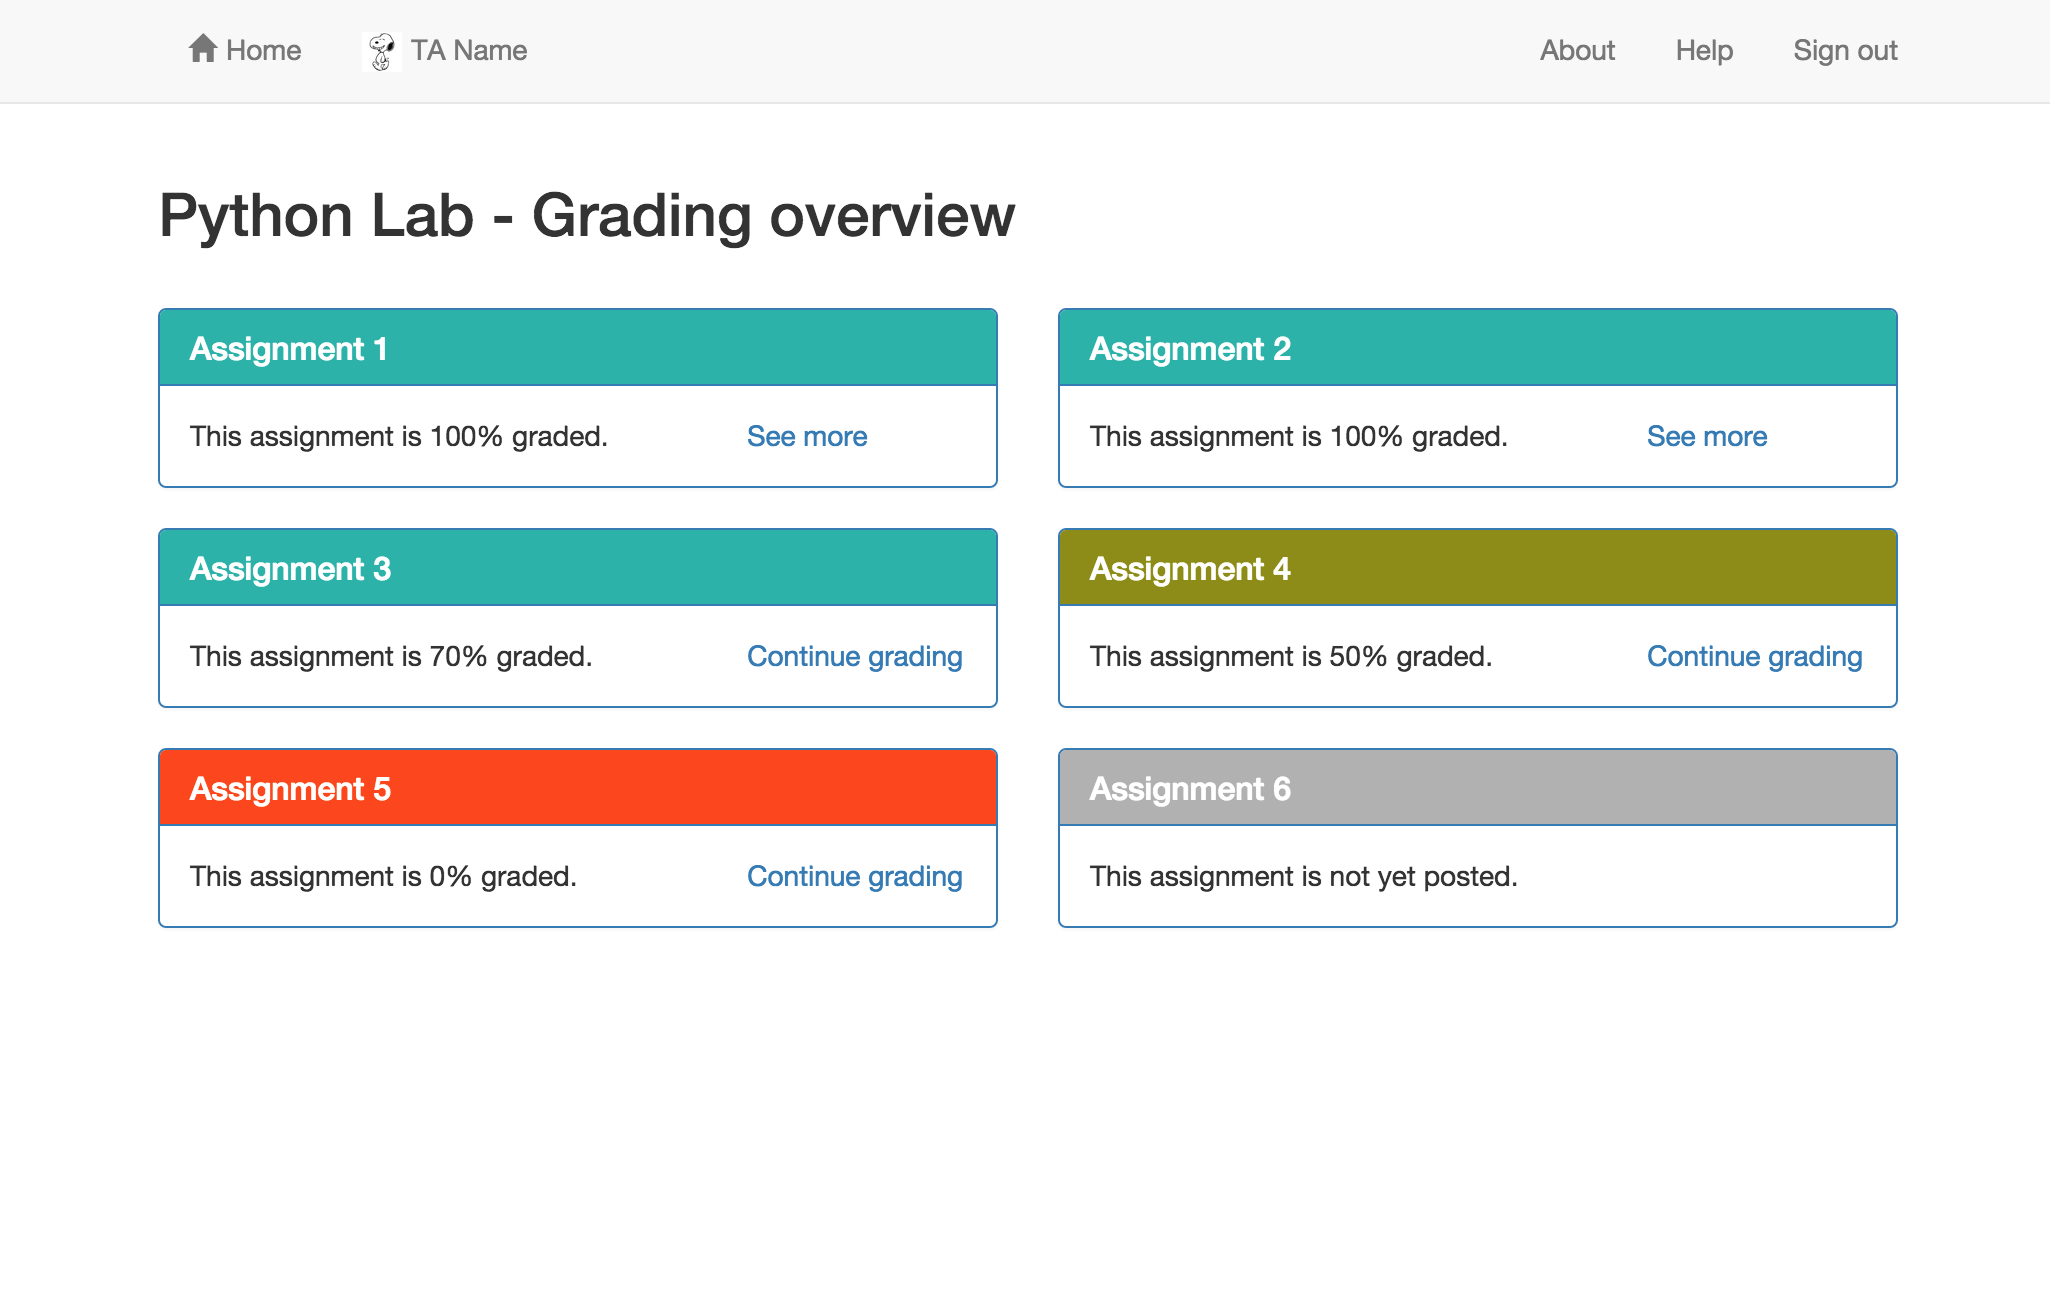 Home TA Name About Help Sign out
Python Lab - Grading overview
Assignment 1
This assignment is 100% graded. See more
Assignment 2
This assignment is 100% graded. See more
Assignment 3
This assignment is 70% graded. Continue grading
Assignment 4
This assignment is 50% graded. Continue grading
Assignment 5
This assignment is 0% graded. Continue grading
Assignment 6
This assignment is not yet posted.